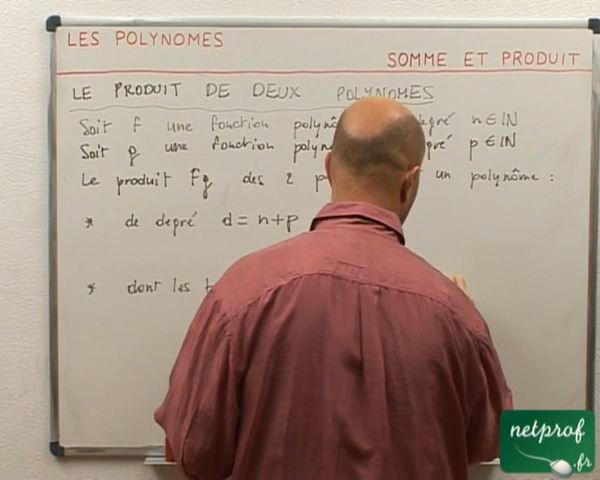 LES POLYNOMES
SOMME ET PRODUIT
LE PRODUIT DE DEUX POLYNOMES
Soit f une fonction n ∈ ℕ
Soit g une fonction p ∈ ℕ
Le produit fg des 2 un polynôme :
* de degré d = n+p
* dont les
netprof
.fr